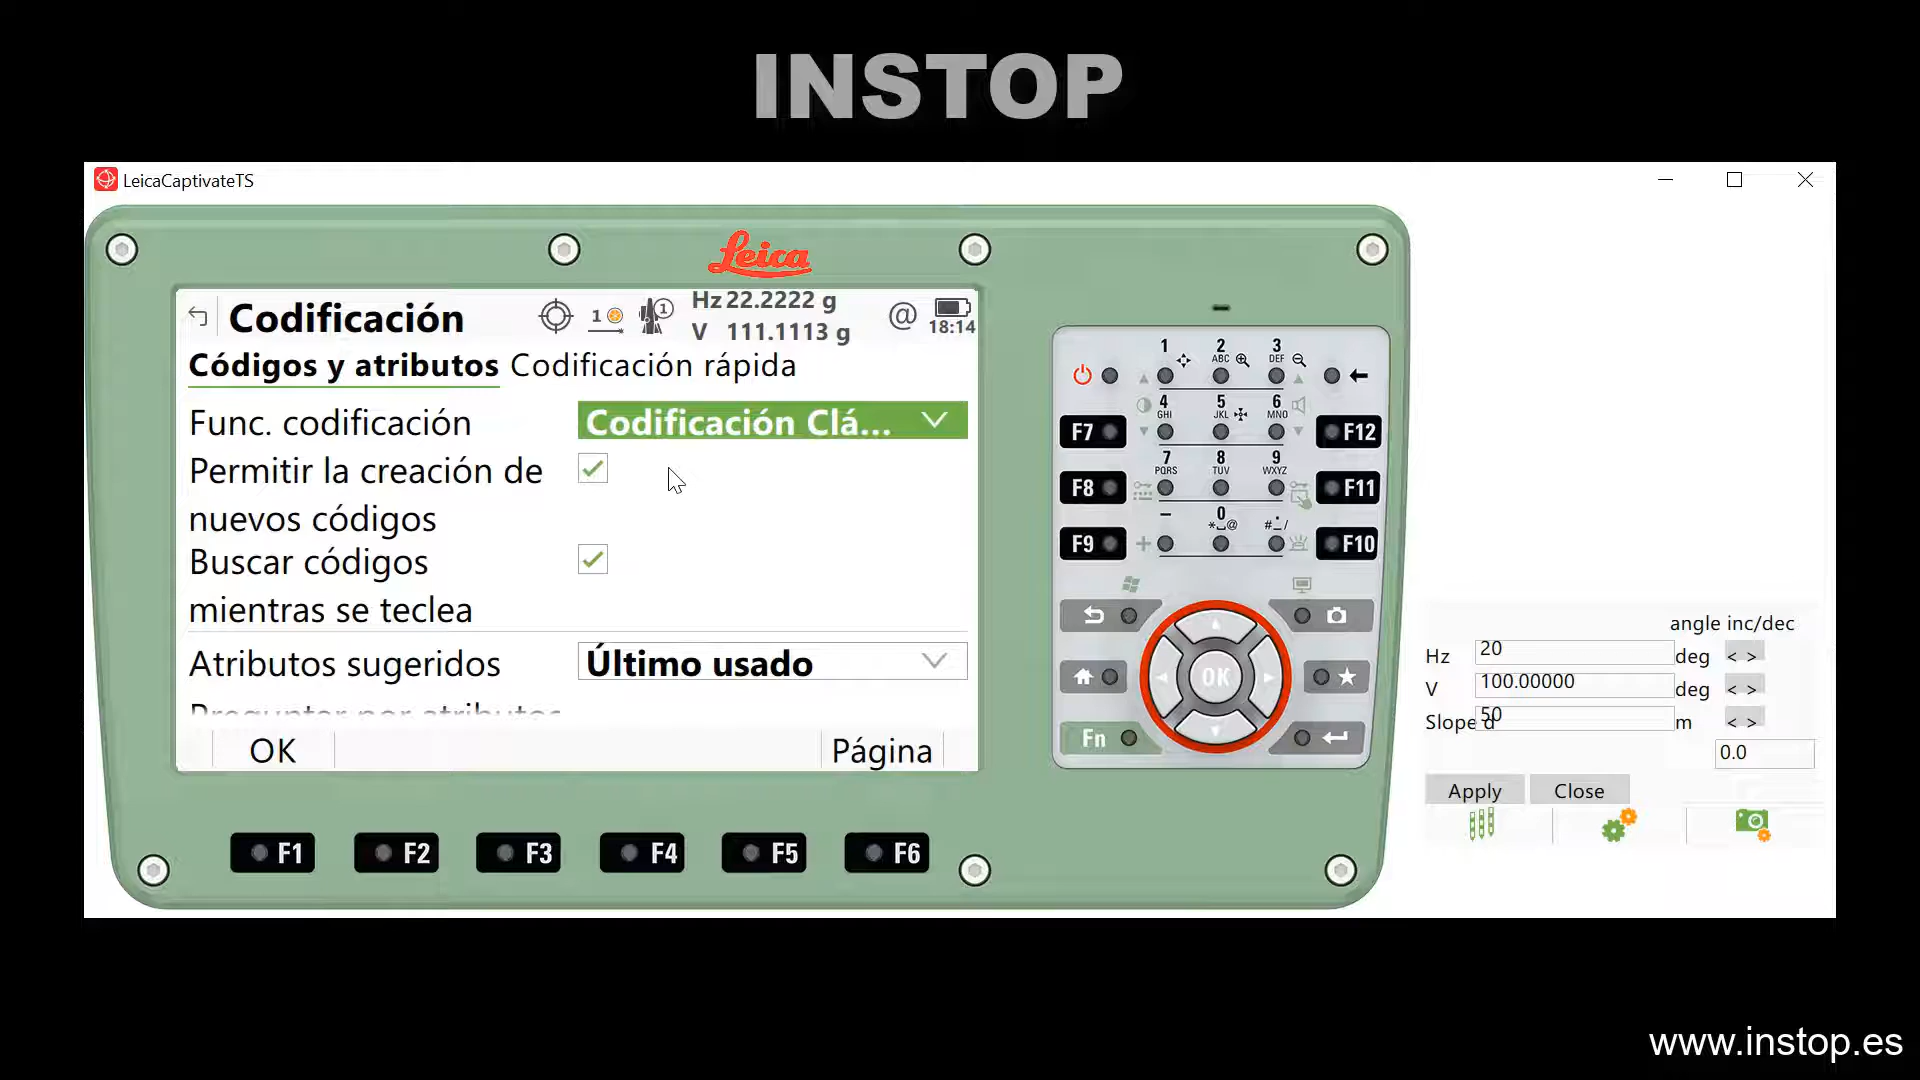 INSTOP
LeicaCaptivateTS
Leica
Codificación
1
1
Hz 22.2222 g
V 111.1113 g
@
18:14
Códigos y atributos Codificación rápida
Func. codificación
Codificación Clá...
Permitir la creación de
nuevos códigos
Buscar códigos
mientras se teclea
Atributos sugeridos
Último usado
Preguntar por atributos
OK
Página
F1 F2 F3 F4 F5 F6
1 2 3
ABC DEF
4 5 6
GHI JKL MNO
F7 F12
7 8 9
PQRS TUV WXYZ
F8 F11
- 0 .
*␣@ #_/
F9 + F10
OK
Fn
angle inc/dec
Hz 20 deg < >
V 100.00000 deg < >
Slope d 50 m < >
0.0
Apply Close
www.instop.es